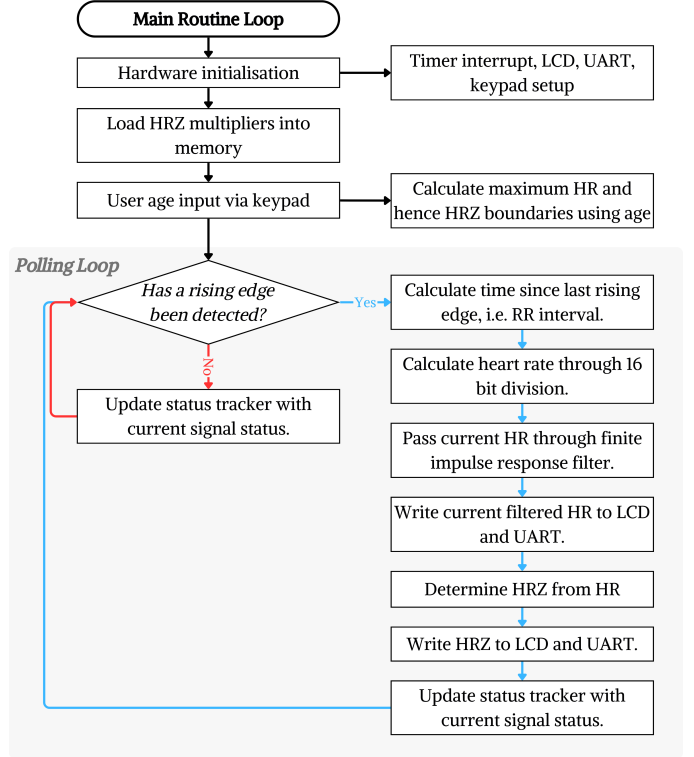 Main Routine Loop
Hardware initialisation
Timer interrupt, LCD, UART,
keypad setup
Load HRZ multipliers into
memory
User age input via keypad
Calculate maximum HR and
hence HRZ boundaries using age
Polling Loop
Has a rising edge
been detected?
Yes
Calculate time since last rising
edge, i.e. RR interval.
No
Update status tracker with
current signal status.
Calculate heart rate through 16
bit division.
Pass current HR through finite
impulse response filter.
Write current filtered HR to LCD
and UART.
Determine HRZ from HR
Write HRZ to LCD and UART.
Update status tracker with
current signal status.